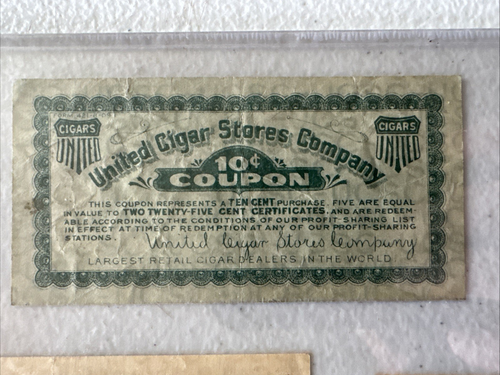 CIGARS
UNITED
United Cigar Stores Company
CIGARS
UNITED
10¢
COUPON
THIS COUPON REPRESENTS A TEN CENT PURCHASE. FIVE ARE EQUAL
IN VALUE TO TWO TWENTY-FIVE CENT CERTIFICATES, AND ARE REDEEM-
ABLE ACCORDING TO THE CONDITIONS OF OUR PROFIT-SHARING LIST
IN EFFECT AT TIME OF REDEMPTION AT ANY OF OUR PROFIT-SHARING
STATIONS.
United Cigar Stores Company
LARGEST RETAIL CIGAR DEALERS IN THE WORLD